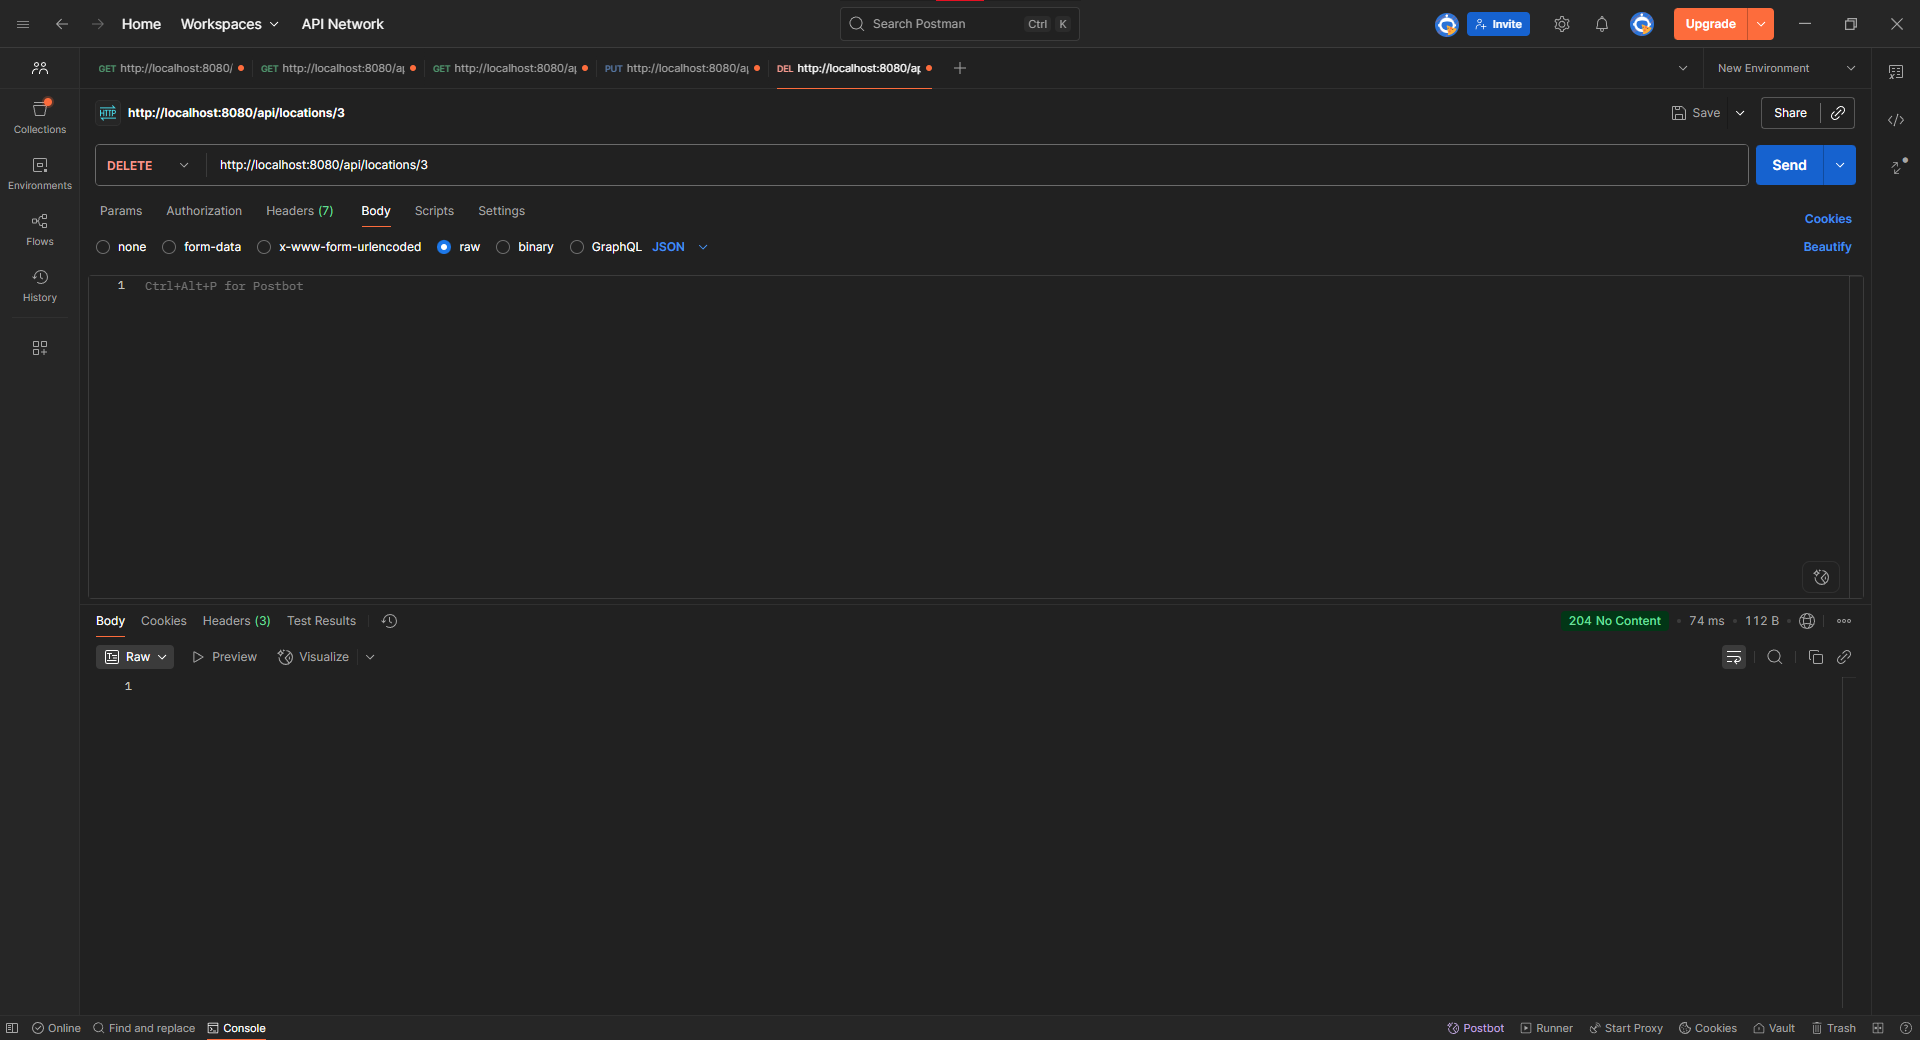 Home Workspaces API Network Search Postman Ctrl K Invite Upgrade
GET http://localhost:8080/ GET http://localhost:8080/a GET http://localhost:8080/a PUT http://localhost:8080/a DEL http://localhost:8080/a New Environment
HTTP http://localhost:8080/api/locations/3 Save Share
Collections
DELETE http://localhost:8080/api/locations/3 Send
Environments
Params Authorization Headers (7) Body Scripts Settings Cookies
Flows
none form-data x-www-form-urlencoded raw binary GraphQL JSON Beautify
1 Ctrl+Alt+P for Postbot
History
Body Cookies Headers (3) Test Results 204 No Content 74 ms 112 B
Raw Preview Visualize
1
Online Find and replace Console Postbot Runner Start Proxy Cookies Vault Trash